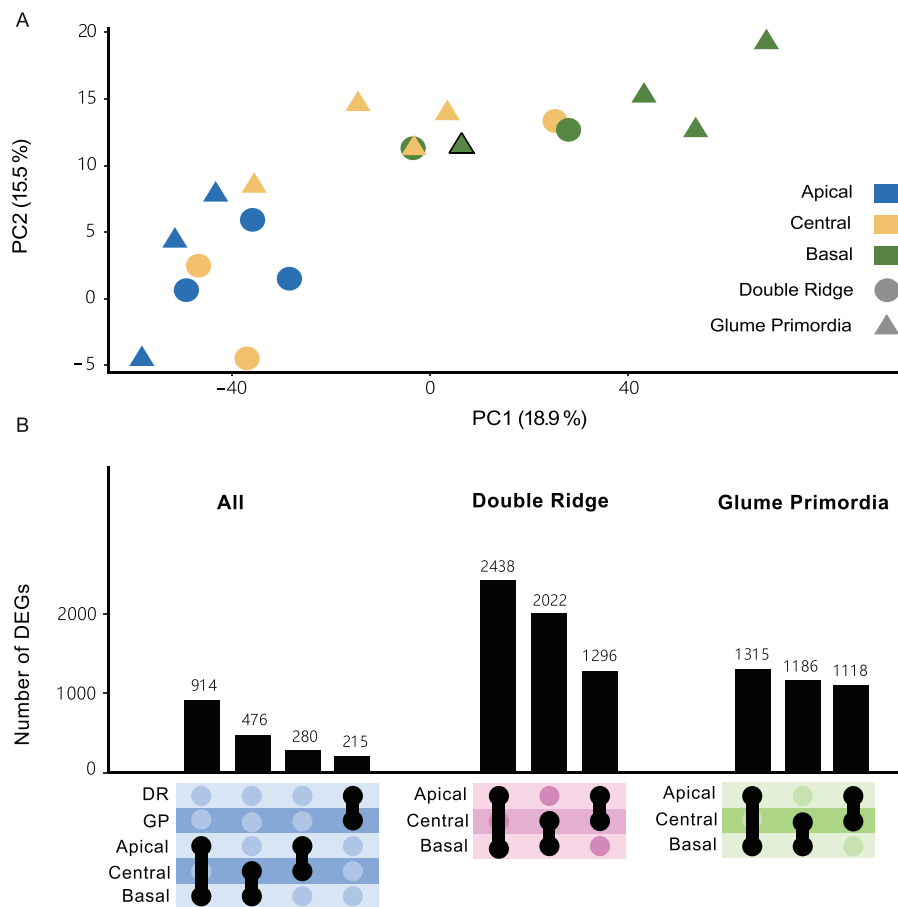 A
20
15
10
5
0
−5
PC2 (15.5 %)
−40
0
40
PC1 (18.9 %)
Apical
Central
Basal
Double Ridge
Glume Primordia
B
All
Double Ridge
Glume Primordia
Number of DEGs
2000
1000
0
914
476
280
215
2438
2022
1296
1315
1186
1118
DR
GP
Apical
Central
Basal
Apical
Central
Basal
Apical
Central
Basal